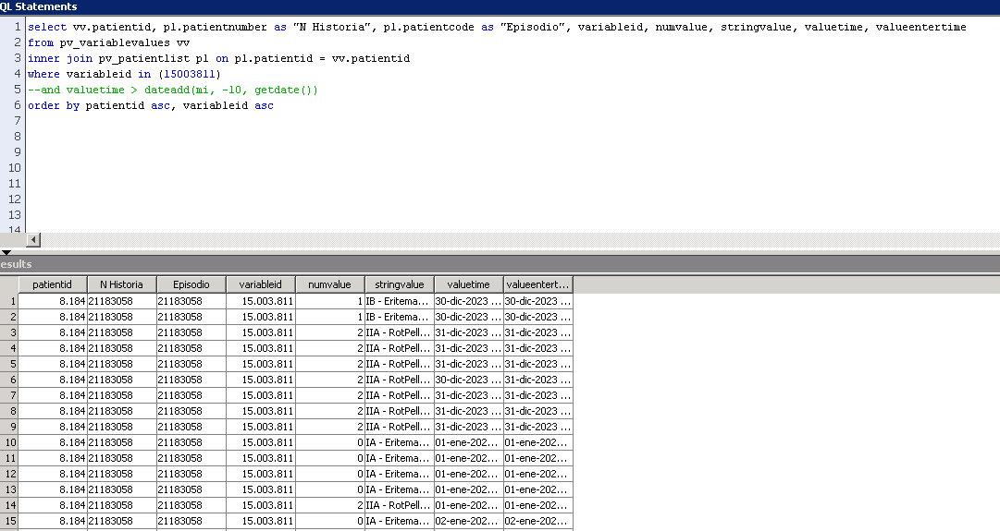 QL Statements
1 select vv.patientid, pl.patientnumber as "N Historia", pl.patientcode as "Episodio", variableid, numvalue, stringvalue, valuetime, valueentertime
2 from pv_variablevalues vv
3 inner join pv_patientlist pl on pl.patientid = vv.patientid
4 where variableid in (15003811)
5 --and valuetime > dateadd(mi, -10, getdate())
6 order by patientid asc, variableid asc
7
8
9
10
11
12
13
14
esults
patientid N Historia Episodio variableid numvalue stringvalue valuetime valueentert...
1 8.184 21183058 21183058 15.003.811 1 IB - Eritema... 30-dic-2023 ... 30-dic-2023 ...
2 8.184 21183058 21183058 15.003.811 1 IB - Eritema... 30-dic-2023 ... 30-dic-2023 ...
3 8.184 21183058 21183058 15.003.811 2 IIA - RotPell... 31-dic-2023 ... 31-dic-2023 ...
4 8.184 21183058 21183058 15.003.811 2 IIA - RotPell... 31-dic-2023 ... 31-dic-2023 ...
5 8.184 21183058 21183058 15.003.811 2 IIA - RotPell... 31-dic-2023 ... 31-dic-2023 ...
6 8.184 21183058 21183058 15.003.811 2 IIA - RotPell... 30-dic-2023 ... 31-dic-2023 ...
7 8.184 21183058 21183058 15.003.811 2 IIA - RotPell... 31-dic-2023 ... 31-dic-2023 ...
8 8.184 21183058 21183058 15.003.811 2 IIA - RotPell... 31-dic-2023 ... 31-dic-2023 ...
9 8.184 21183058 21183058 15.003.811 2 IIA - RotPell... 31-dic-2023 ... 31-dic-2023 ...
10 8.184 21183058 21183058 15.003.811 0 IA - Eritema... 01-ene-202... 01-ene-202...
11 8.184 21183058 21183058 15.003.811 0 IA - Eritema... 01-ene-202... 01-ene-202...
12 8.184 21183058 21183058 15.003.811 0 IA - Eritema... 01-ene-202... 01-ene-202...
13 8.184 21183058 21183058 15.003.811 0 IA - Eritema... 01-ene-202... 01-ene-202...
14 8.184 21183058 21183058 15.003.811 2 IIA - RotPell... 01-ene-202... 01-ene-202...
15 8.184 21183058 21183058 15.003.811 0 IA - Eritema... 02-ene-202... 02-ene-202...